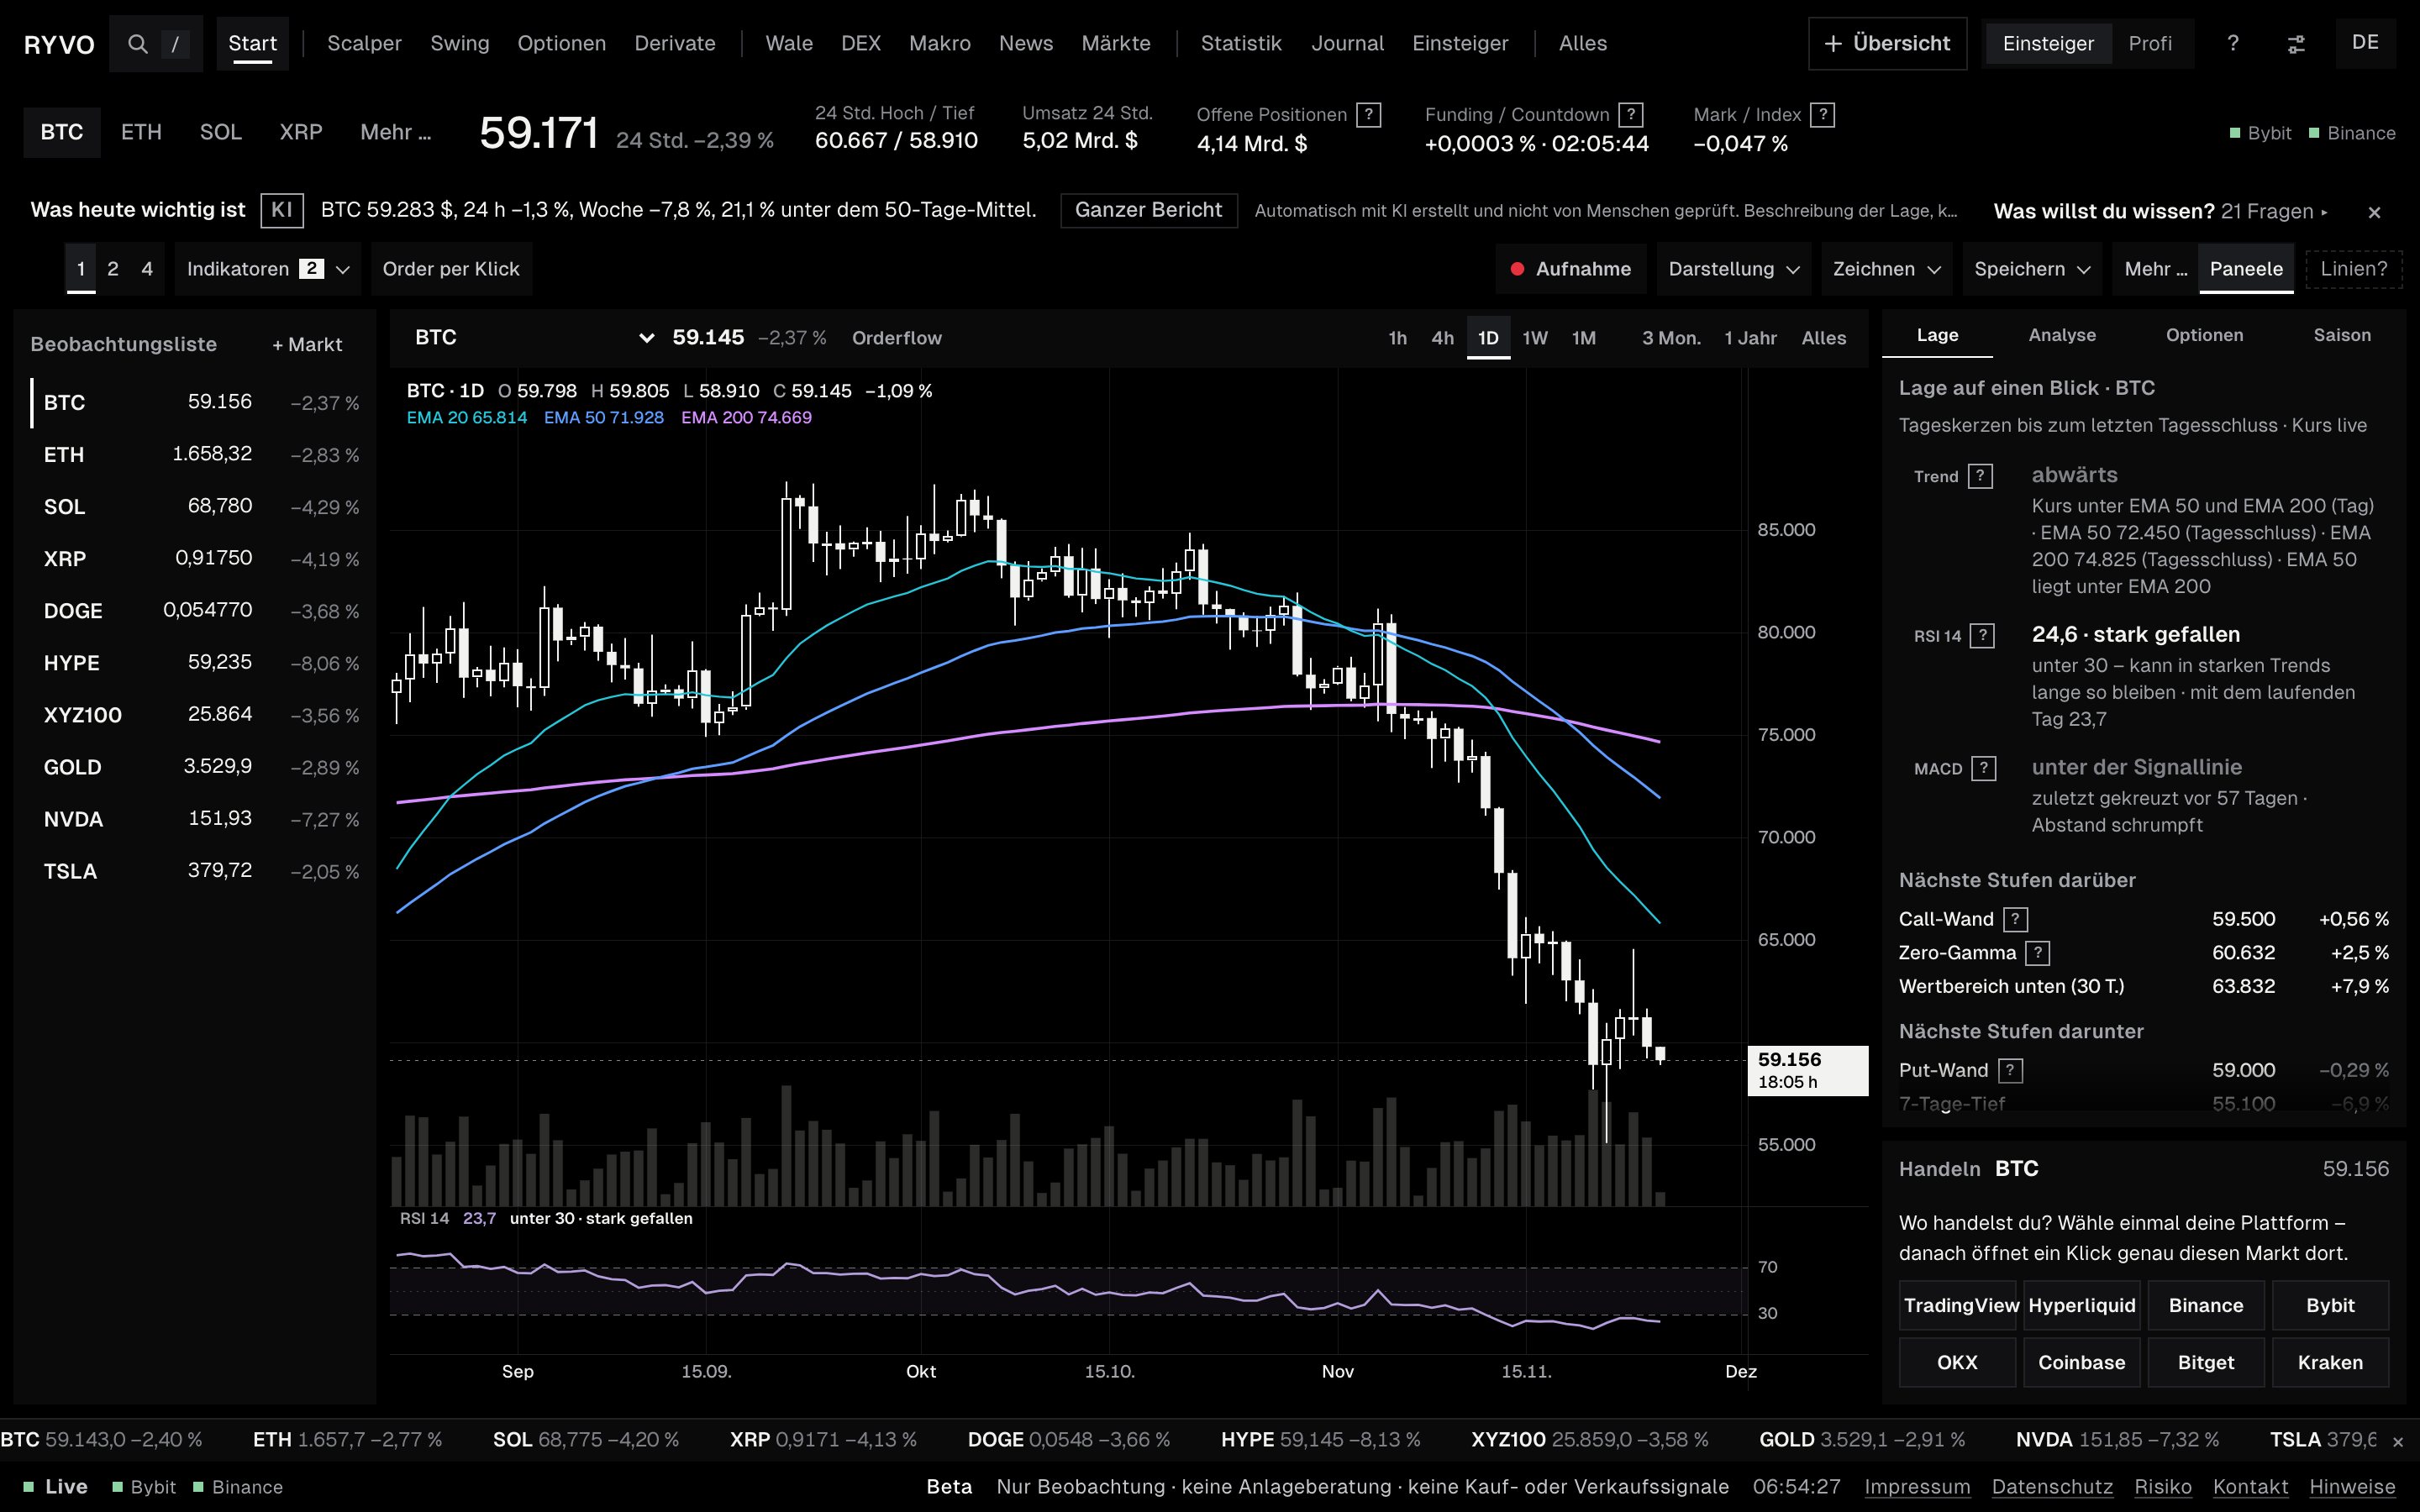 RYVO / Start Scalper Swing Optionen Derivate Wale DEX Makro News Märkte Statistik Journal Einsteiger Alles + Übersicht Einsteiger Profi ? DE
BTC ETH SOL XRP Mehr ... 59.171 24 Std. −2,39 %
24 Std. Hoch / Tief
60.667 / 58.910
Umsatz 24 Std.
5,02 Mrd. $
Offene Positionen ?
4,14 Mrd. $
Funding / Countdown ?
+0,0003 % · 02:05:44
Mark / Index ?
−0,047 %
Bybit Binance
Was heute wichtig ist KI BTC 59.283 $, 24 h −1,3 %, Woche −7,8 %, 21,1 % unter dem 50-Tage-Mittel. Ganzer Bericht Automatisch mit KI erstellt und nicht von Menschen geprüft. Beschreibung der Lage, k... Was willst du wissen? 21 Fragen ▸ ×
1 2 4 Indikatoren 2 Order per Klick Aufnahme Darstellung Zeichnen Speichern Mehr ... Paneele Linien?
Beobachtungsliste + Markt
BTC 59.156 −2,37 %
ETH 1.658,32 −2,83 %
SOL 68,780 −4,29 %
XRP 0,91750 −4,19 %
DOGE 0,054770 −3,68 %
HYPE 59,235 −8,06 %
XYZ100 25.864 −3,56 %
GOLD 3.529,9 −2,89 %
NVDA 151,93 −7,27 %
TSLA 379,72 −2,05 %
BTC 59.145 −2,37 % Orderflow 1h 4h 1D 1W 1M 3 Mon. 1 Jahr Alles
BTC · 1D O 59.798 H 59.805 L 58.910 C 59.145 −1,09 %
EMA 20 65.814 EMA 50 71.928 EMA 200 74.669
85.000
80.000
75.000
70.000
65.000
59.156
18:05 h
55.000
RSI 14 23,7 unter 30 · stark gefallen
70
30
Sep 15.09. Okt 15.10. Nov 15.11. Dez
Lage Analyse Optionen Saison
Lage auf einen Blick · BTC
Tageskerzen bis zum letzten Tagesschluss · Kurs live
Trend ? abwärts
Kurs unter EMA 50 und EMA 200 (Tag)
· EMA 50 72.450 (Tagesschluss) · EMA
200 74.825 (Tagesschluss) · EMA 50
liegt unter EMA 200
RSI 14 ? 24,6 · stark gefallen
unter 30 – kann in starken Trends
lange so bleiben · mit dem laufenden
Tag 23,7
MACD ? unter der Signallinie
zuletzt gekreuzt vor 57 Tagen ·
Abstand schrumpft
Nächste Stufen darüber
Call-Wand ? 59.500 +0,56 %
Zero-Gamma ? 60.632 +2,5 %
Wertbereich unten (30 T.) 63.832 +7,9 %
Nächste Stufen darunter
Put-Wand ? 59.000 −0,29 %
7-Tage-Tief 55.100 −6,9 %
Handeln BTC 59.156
Wo handelst du? Wähle einmal deine Plattform –
danach öffnet ein Klick genau diesen Markt dort.
TradingView Hyperliquid Binance Bybit
OKX Coinbase Bitget Kraken
BTC 59.143,0 −2,40 % ETH 1.657,7 −2,77 % SOL 68,775 −4,20 % XRP 0,9171 −4,13 % DOGE 0,0548 −3,66 % HYPE 59,145 −8,13 % XYZ100 25.859,0 −3,58 % GOLD 3.529,1 −2,91 % NVDA 151,85 −7,32 % TSLA 379,6 ×
Live Bybit Binance Beta Nur Beobachtung · keine Anlageberatung · keine Kauf- oder Verkaufssignale 06:54:27 Impressum Datenschutz Risiko Kontakt Hinweise